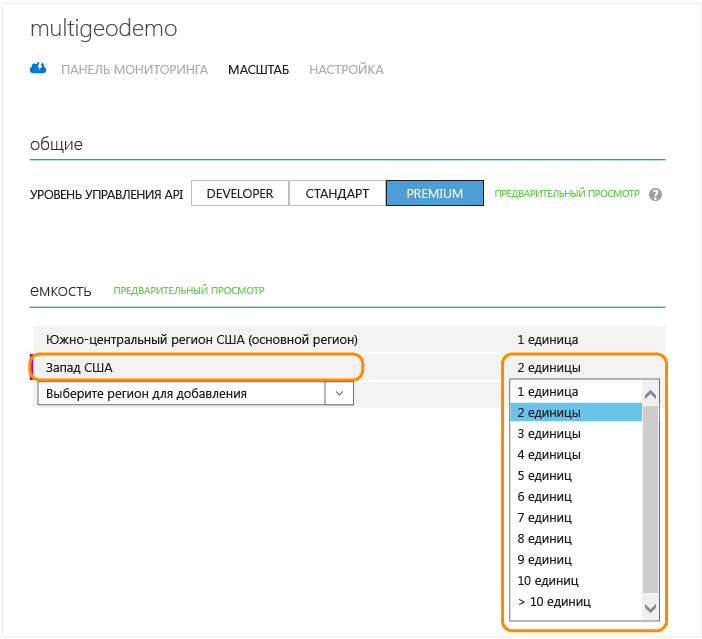 multigeodemo
ПАНЕЛЬ МОНИТОРИНГА МАСШТАБ НАСТРОЙКА
общие
УРОВЕНЬ УПРАВЛЕНИЯ API DEVELOPER СТАНДАРТ PREMIUM ПРЕДВАРИТЕЛЬНЫЙ ПРОСМОТР ?
емкость ПРЕДВАРИТЕЛЬНЫЙ ПРОСМОТР
Южно-центральный регион США (основной регион) 1 единица
Запад США 2 единицы
Выберите регион для добавления
1 единица
2 единицы
3 единицы
4 единицы
5 единиц
6 единиц
7 единиц
8 единиц
9 единиц
10 единиц
> 10 единиц